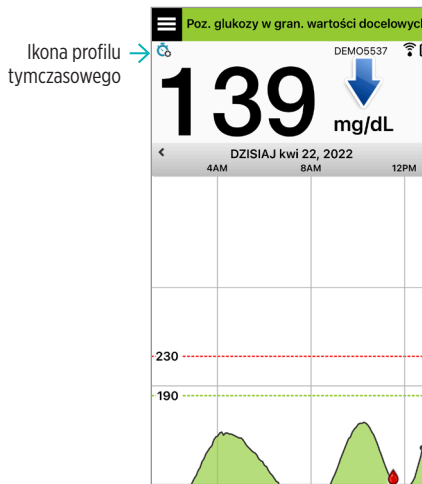 Poz. glukozy w gran. wartości docelowych
Ikona profilu
tymczasowego
DEMO5537
139
mg/dL
DZISIAJ kwi 22, 2022
4AM 8AM 12PM
230
190